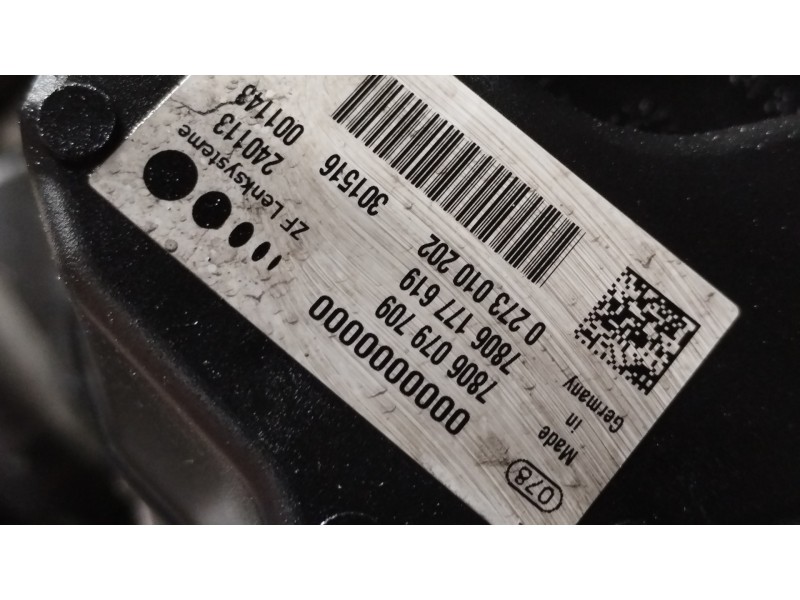 ZF Lenksysteme
240113
001143
301516
0000000000000
7806 079 709
7806 177 619
0 273 010 202
078
Made
in
Germany